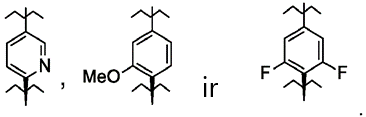 N , MeO ir F F .